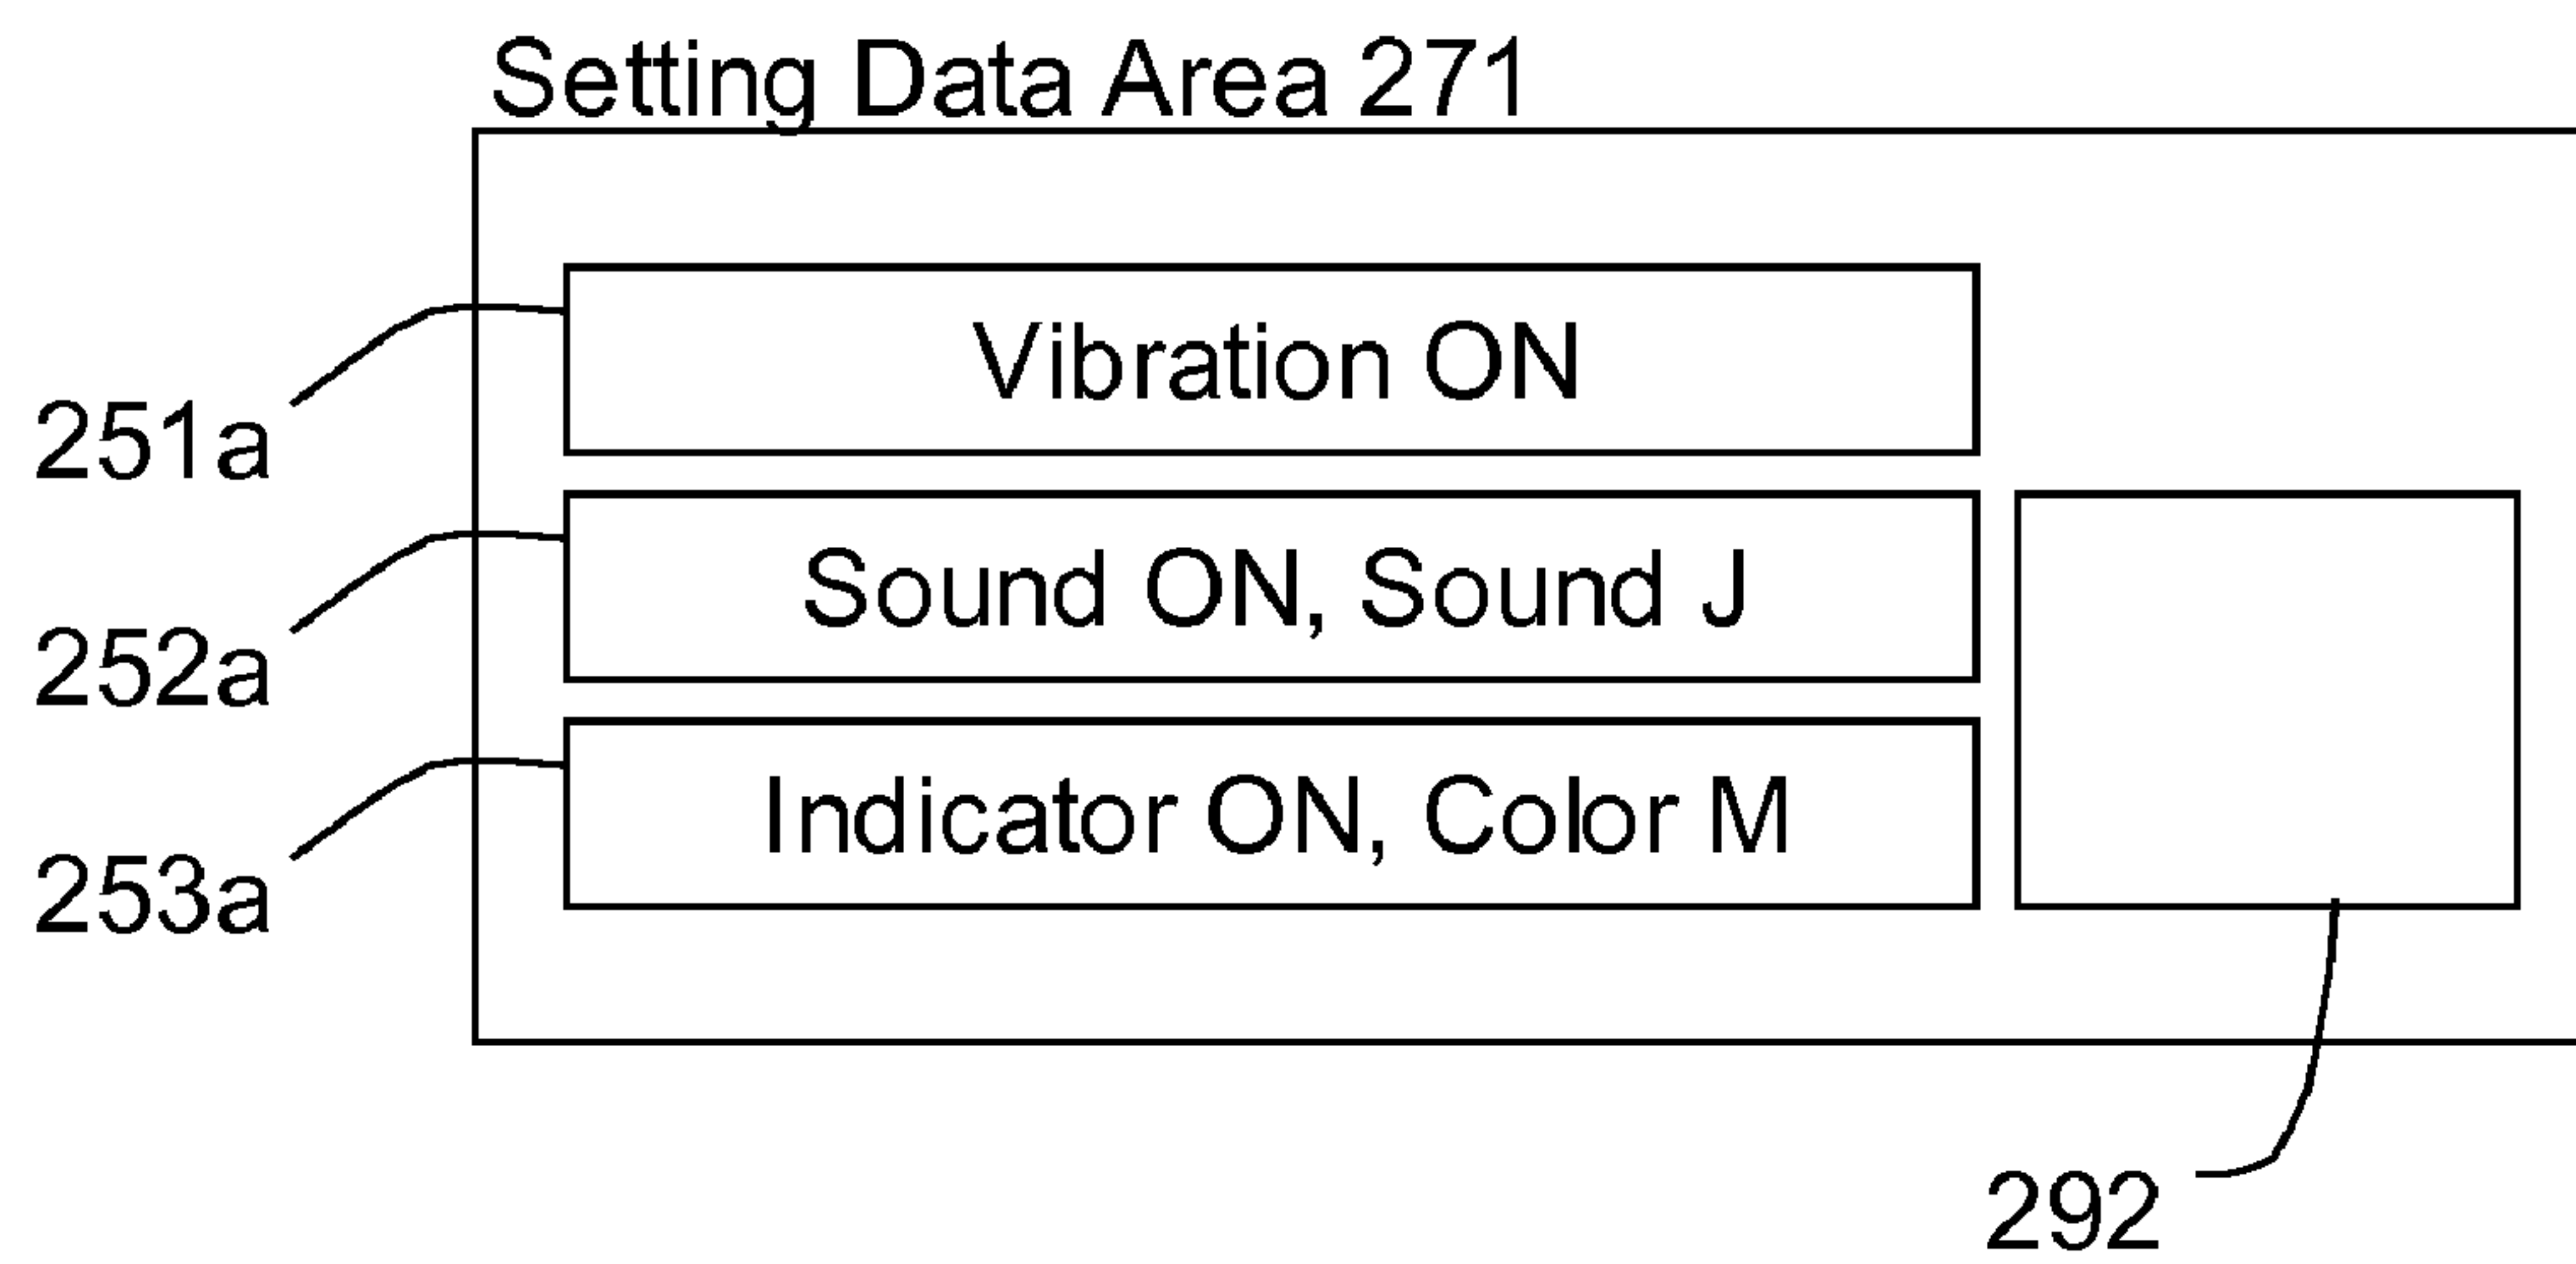 Setting Data Area 271
Vibration ON
251a
Sound ON, Sound J
252a
Indicator ON, Color M
253a
292